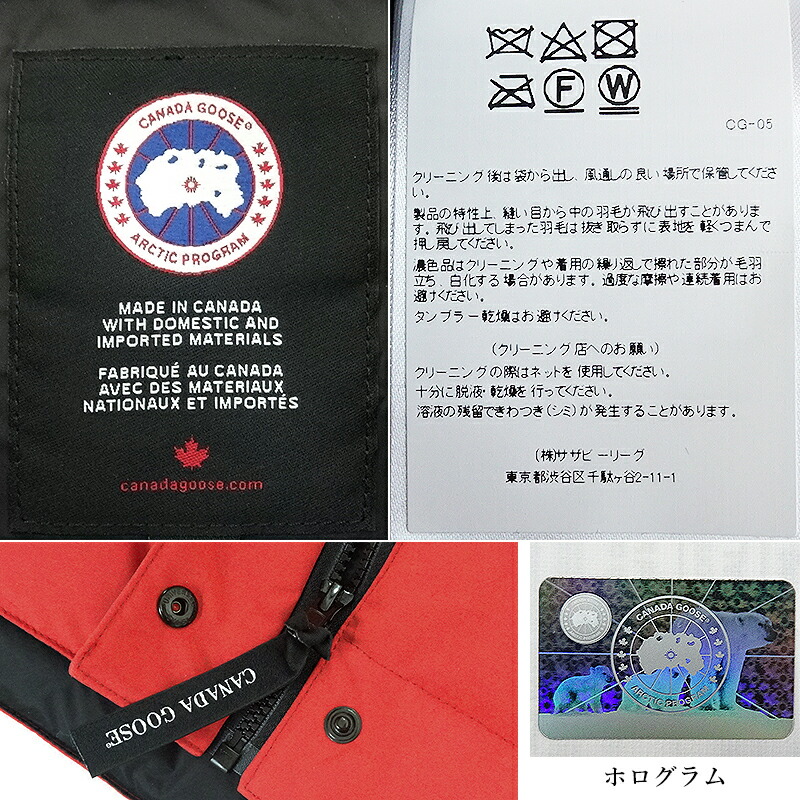 CANADA GOOSE®
ARCTIC PROGRAM
MADE IN CANADA
WITH DOMESTIC AND
IMPORTED MATERIALS
FABRIQUÉ AU CANADA
AVEC DES MATERIAUX
NATIONAUX ET IMPORTÉS
canadagoose.com
F W
CG-05
クリーニング後は袋から出し、風通しの良い場所で保管してくださ
い。
製品の特性上、縫い目から中の羽毛が飛び出すことがありま
す。飛び出してしまった羽毛は抜き取らずに表地を軽くつまんで
押し戻してください。
濃色品はクリーニングや着用の繰り返しで擦れた部分が毛羽
立ち、白化する場合があります。過度な摩擦や連続着用はお
避けください。
タンブラー乾燥はお避けください。
(クリーニング店へのお願い)
クリーニングの際はネットを使用してください。
十分に脱液・乾燥を行ってください。
溶液の残留できわつき(シミ)が発生することがあります。
(株)サザビーリーグ
東京都渋谷区千駄ヶ谷2-11-1
CANADA GOOSE®
CANADA GOOSE
ARCTIC PROGRAM
ホログラム